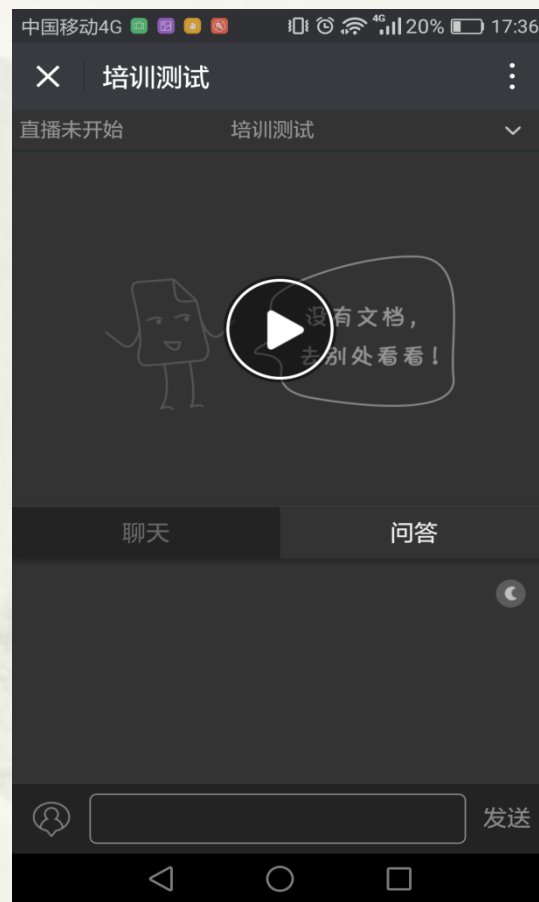 中国移动4G 4G 20% 17:36
培训测试
直播未开始 培训测试
没有文档，
去别处看看！
聊天 问答
发送